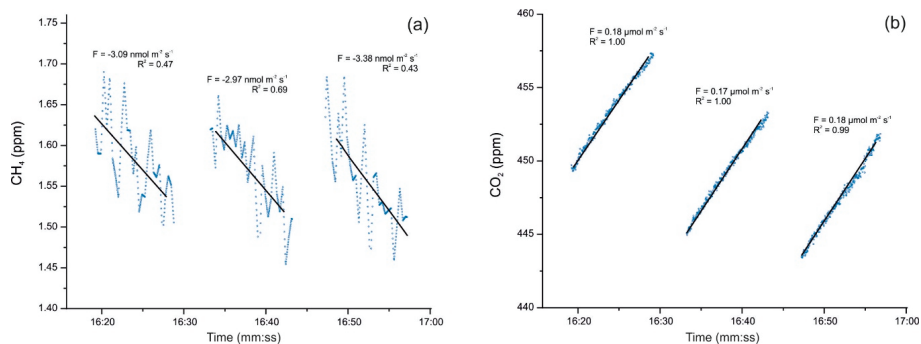 (a)
CH₄ (ppm)
1.75
1.70
1.65
1.60
1.55
1.50
1.45
1.40
F = -3.09 nmol m⁻² s⁻¹
R² = 0.47
F = -2.97 nmol m⁻² s⁻¹
R² = 0.69
F = -3.38 nmol m⁻² s⁻¹
R² = 0.43
16:20 16:30 16:40 16:50 17:00
Time (mm:ss)
(b)
CO₂ (ppm)
460
455
450
445
440
F = 0.18 µmol m⁻² s⁻¹
R² = 1.00
F = 0.17 µmol m⁻² s⁻¹
R² = 1.00
F = 0.18 µmol m⁻² s⁻¹
R² = 0.99
16:20 16:30 16:40 16:50 17:00
Time (mm:ss)